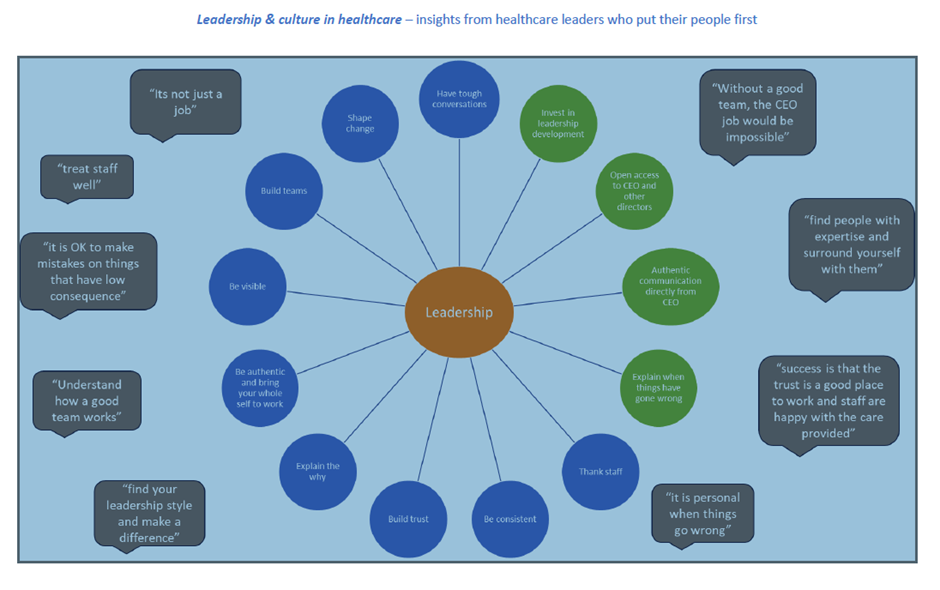 Leadership & culture in healthcare – insights from healthcare leaders who put their people first
“Its not just a
job”
“treat staff
well”
“it is OK to make
mistakes on things
that have low
consequence”
“Understand
how a good
team works”
“find your
leadership style
and make a
difference”
Have tough
conversations
Shape
change
Build teams
Be visible
Be authentic
and bring
your whole
self to work
Explain the
why
Build trust
Be consistent
Thank staff
Explain when
things have
gone wrong
Authentic
communication
directly from
CEO
Open access
to CEO and
other
directors
Invest in
leadership
development
Leadership
“Without a good
team, the CEO
job would be
impossible”
“find people with
expertise and
surround yourself
with them”
“success is that the
trust is a good place
to work and staff are
happy with the care
provided”
“it is personal
when things
go wrong”